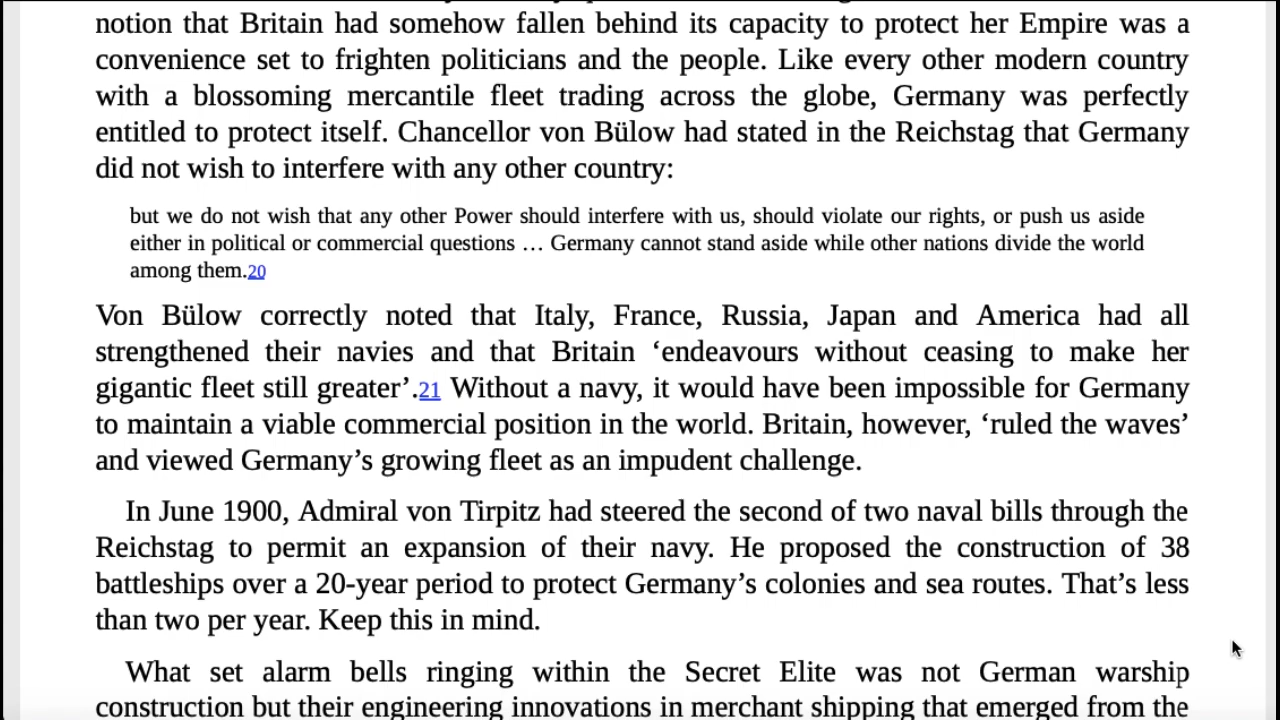 notion that Britain had somehow fallen behind its capacity to protect her Empire was a
convenience set to frighten politicians and the people. Like every other modern country
with a blossoming mercantile fleet trading across the globe, Germany was perfectly
entitled to protect itself. Chancellor von Bülow had stated in the Reichstag that Germany
did not wish to interfere with any other country:
but we do not wish that any other Power should interfere with us, should violate our rights, or push us aside
either in political or commercial questions … Germany cannot stand aside while other nations divide the world
among them.20
Von Bülow correctly noted that Italy, France, Russia, Japan and America had all
strengthened their navies and that Britain ‘endeavours without ceasing to make her
gigantic fleet still greater’.21 Without a navy, it would have been impossible for Germany
to maintain a viable commercial position in the world. Britain, however, ‘ruled the waves’
and viewed Germany’s growing fleet as an impudent challenge.
In June 1900, Admiral von Tirpitz had steered the second of two naval bills through the
Reichstag to permit an expansion of their navy. He proposed the construction of 38
battleships over a 20-year period to protect Germany’s colonies and sea routes. That’s less
than two per year. Keep this in mind.
What set alarm bells ringing within the Secret Elite was not German warship
construction but their engineering innovations in merchant shipping that emerged from the